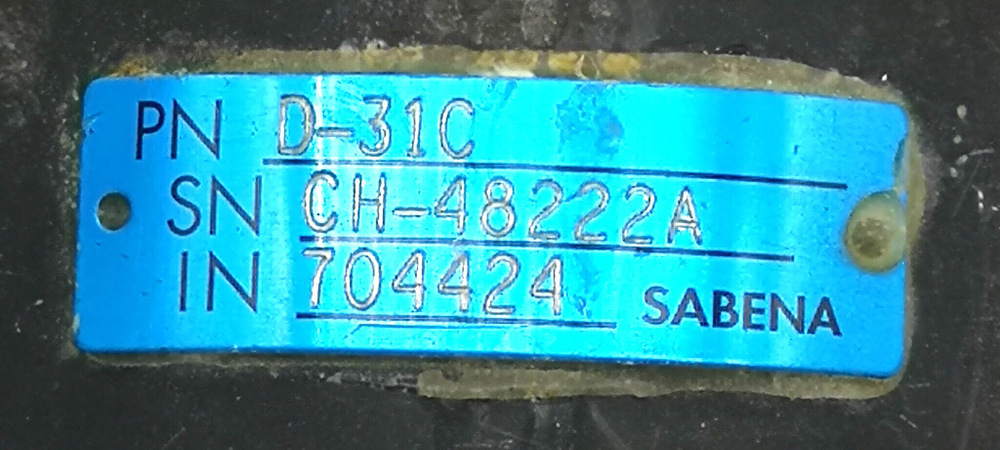 PN D-31C
SN CH-48222A
IN 704424
SABENA